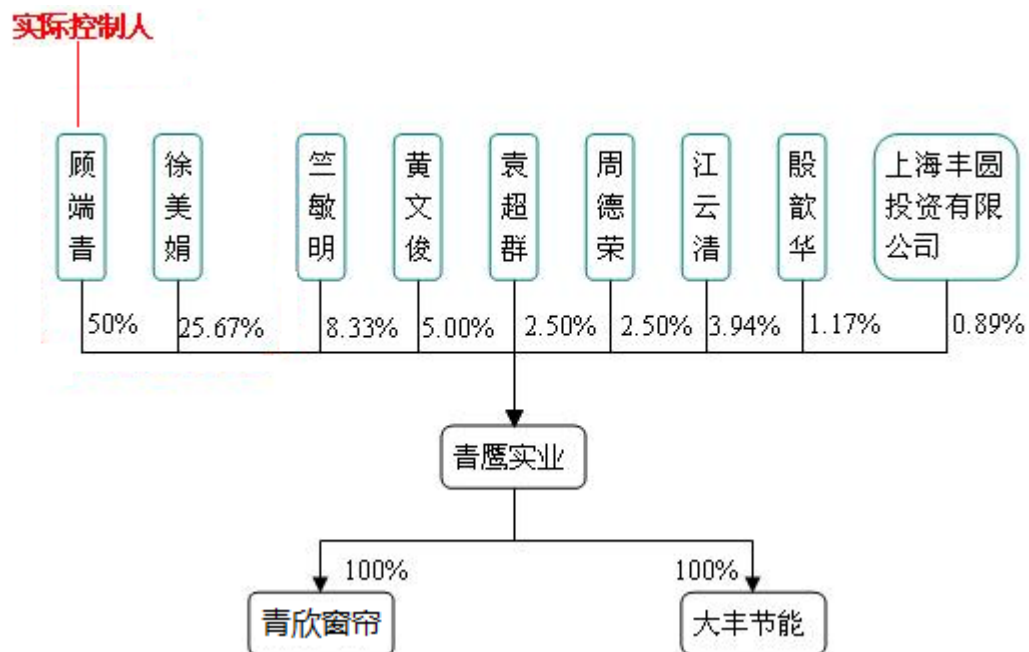 实际控制人
顾端青
徐美娟
竺敏明
黄文俊
袁超群
周德荣
江云清
殷歆华
上海丰圆
投资有限
公司
50%
25.67%
8.33%
5.00%
2.50%
2.50%
3.94%
1.17%
0.89%
青鹰实业
100%
100%
青欣窗帘
大丰节能